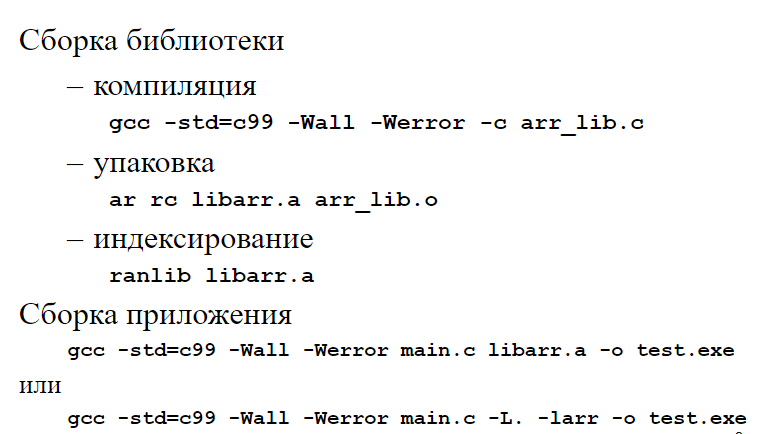 Сборка библиотеки
– компиляция
gcc -std=c99 -Wall -Werror -c arr_lib.c
– упаковка
ar rc libarr.a arr_lib.o
– индексирование
ranlib libarr.a
Сборка приложения
gcc -std=c99 -Wall -Werror main.c libarr.a -o test.exe
или
gcc -std=c99 -Wall -Werror main.c -L. -larr -o test.exe